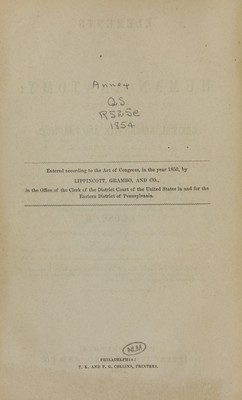 Annex
QS
R526e
1854
Entered according to the Act of Congress, in the year 1853, by
LIPPINCOTT, GRAMBO, AND CO.,
in the Office of the Clerk of the District Court of the United States in and for the
Eastern District of Pennsylvania.
NLM
PHILADELPHIA:
T. K. AND P. G. COLLINS, PRINTERS.